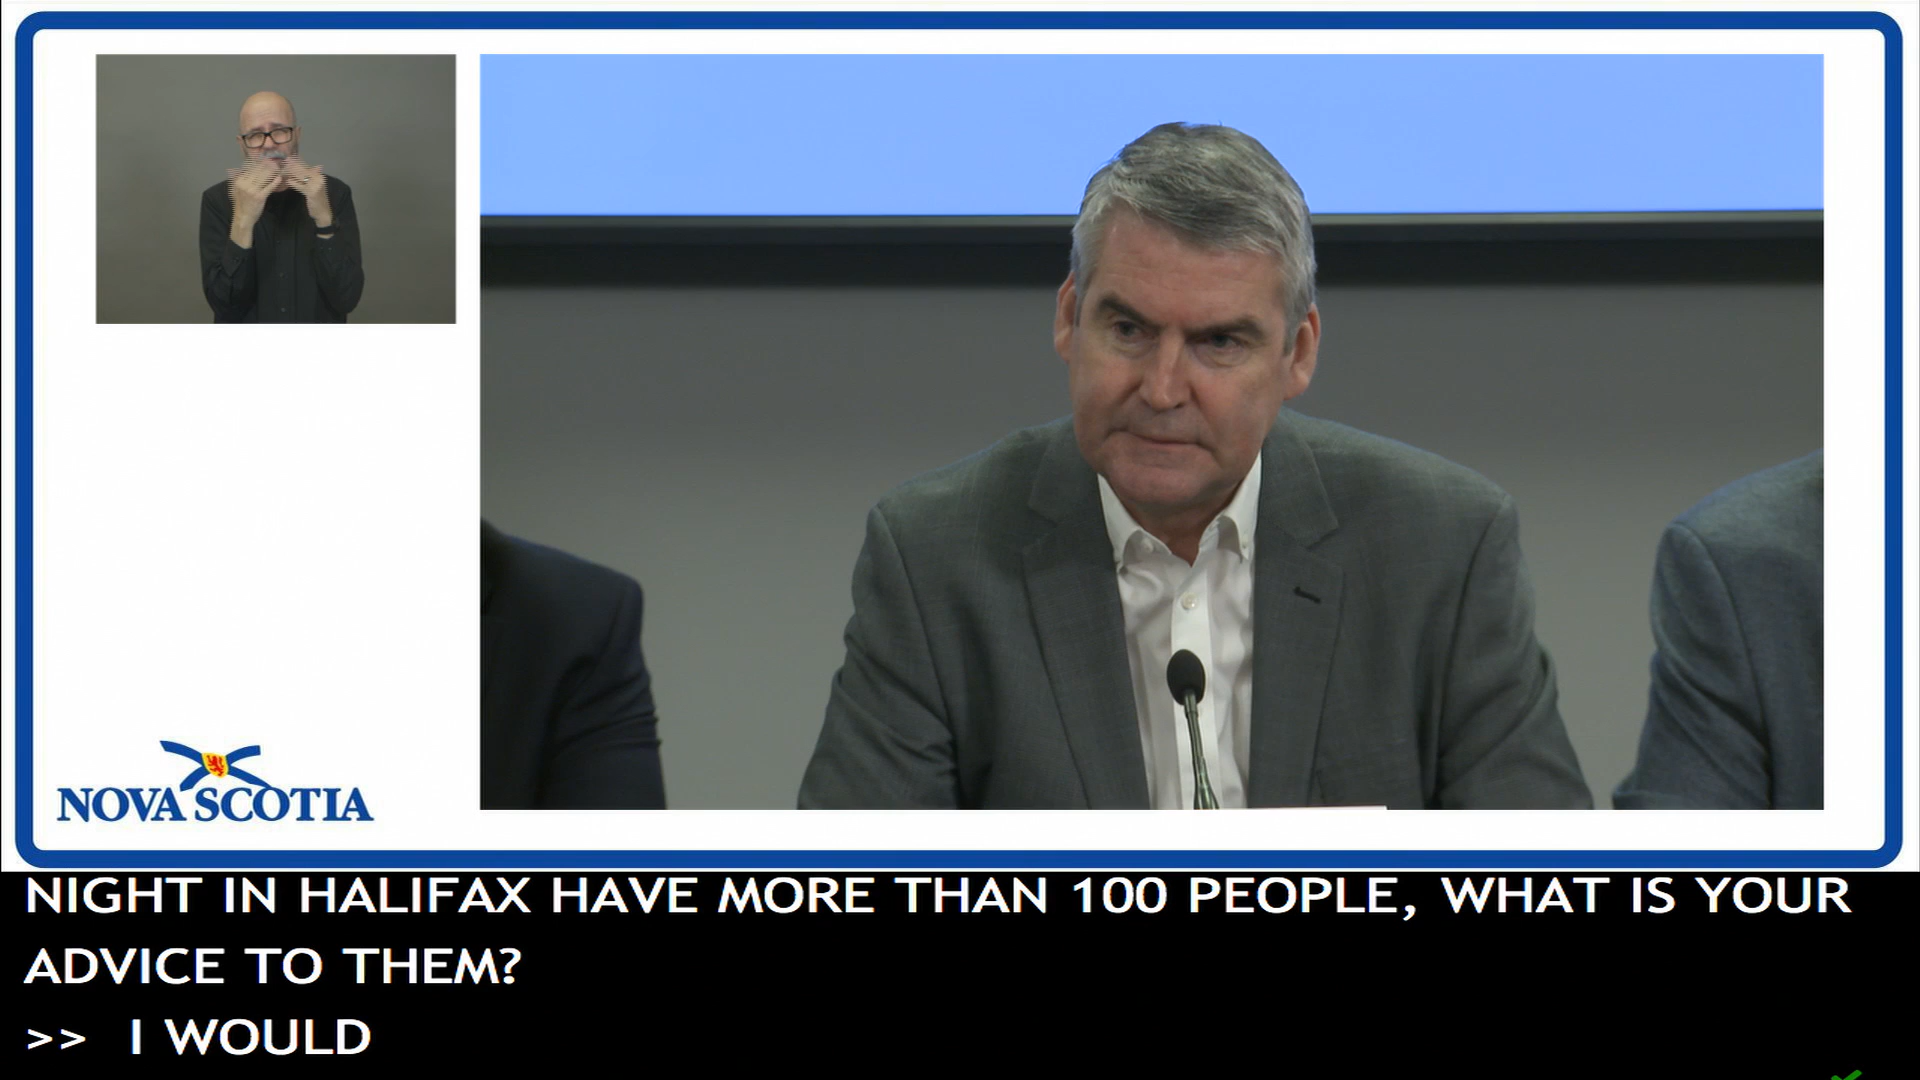 NOVA SCOTIA
NIGHT IN HALIFAX HAVE MORE THAN 100 PEOPLE, WHAT IS YOUR
ADVICE TO THEM?
>> I WOULD